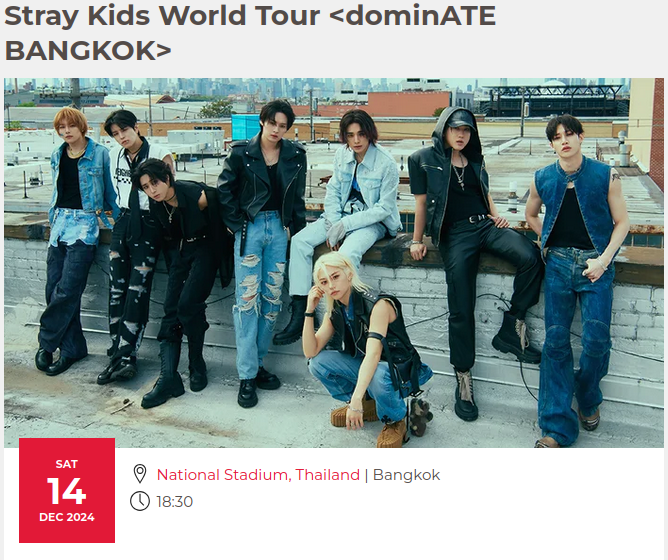 Stray Kids World Tour <dominATE
BANGKOK>
SAT
14
DEC 2024
National Stadium, Thailand | Bangkok
18:30